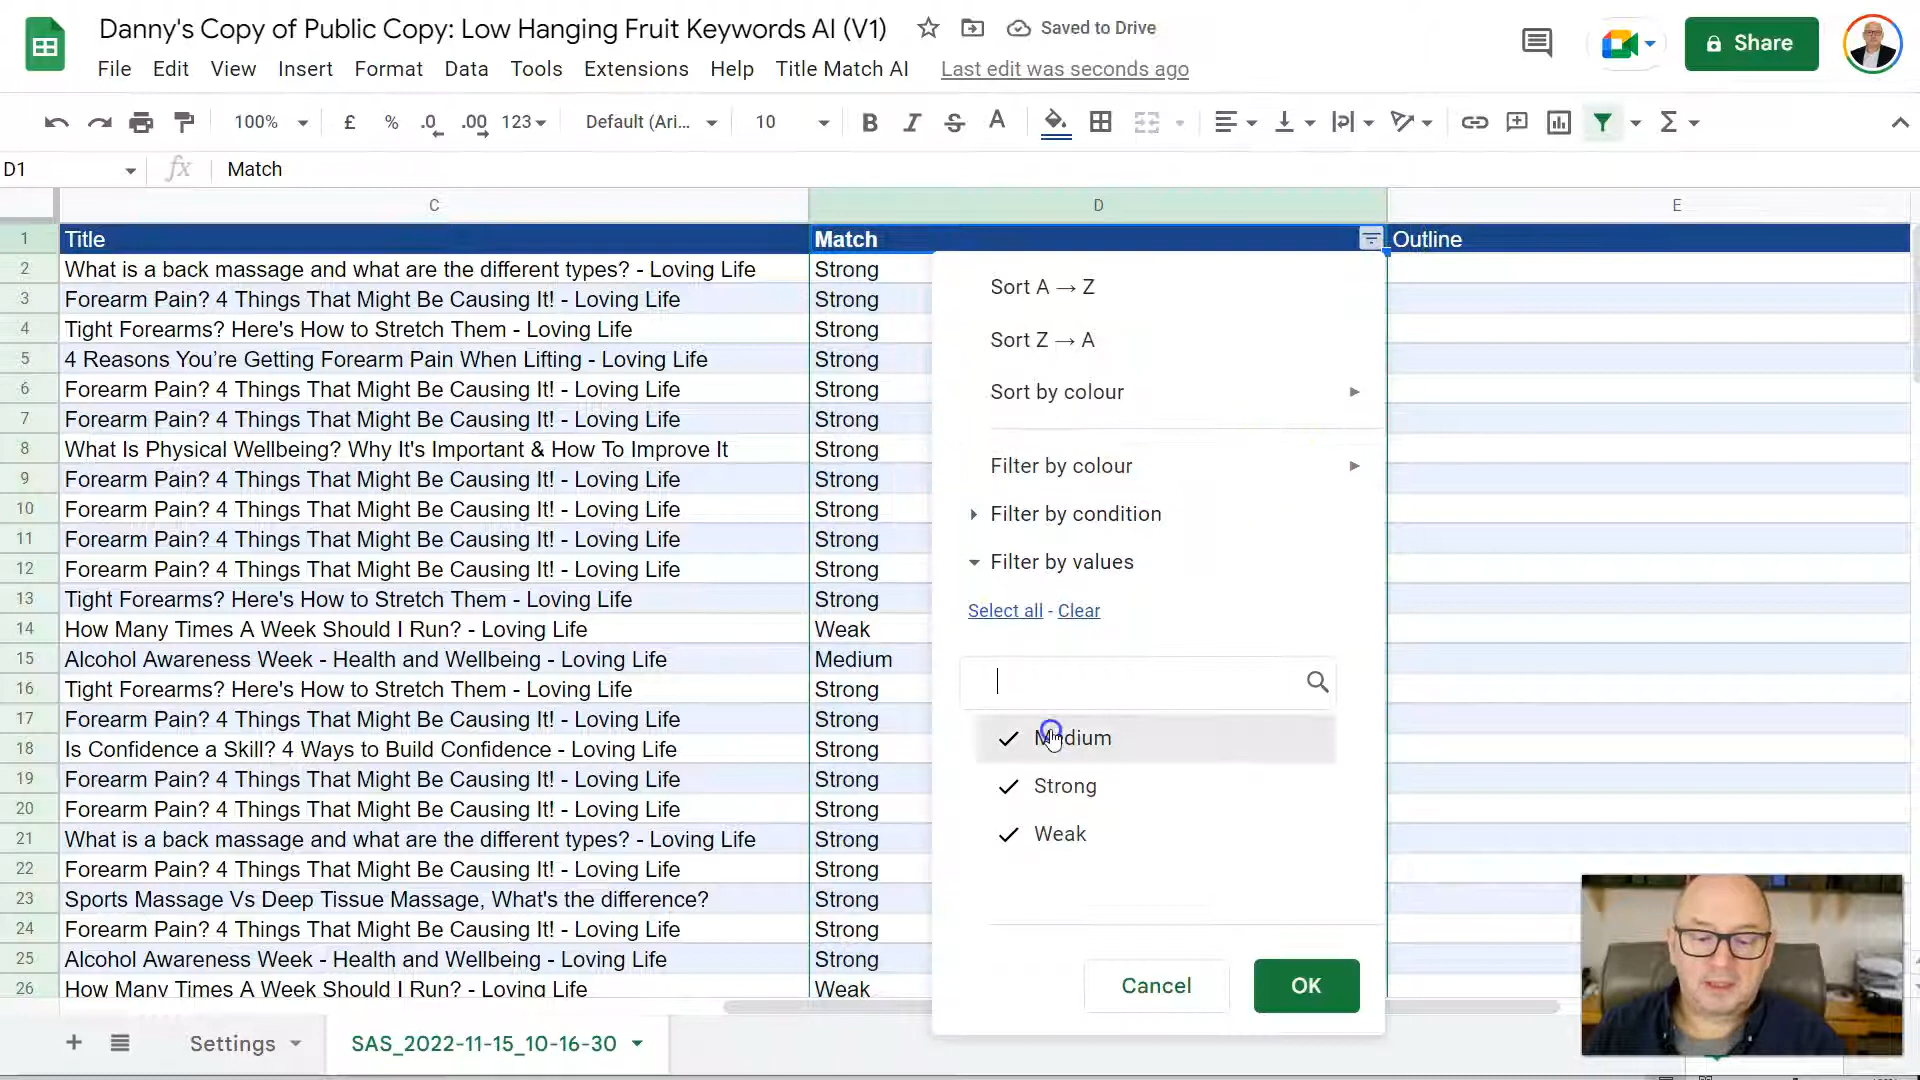 Danny's Copy of Public Copy: Low Hanging Fruit Keywords AI (V1) Saved to Drive
Share
File Edit View Insert Format Data Tools Extensions Help Title Match AI Last edit was seconds ago
100% £ % .0 .00 123 Default (Ari... 10 B I S A Σ
D1 fx Match
C D E
1 Title Match Outline
2 What is a back massage and what are the different types? - Loving Life Strong
3 Forearm Pain? 4 Things That Might Be Causing It! - Loving Life Strong
4 Tight Forearms? Here's How to Stretch Them - Loving Life Strong
5 4 Reasons You’re Getting Forearm Pain When Lifting - Loving Life Strong
6 Forearm Pain? 4 Things That Might Be Causing It! - Loving Life Strong
7 Forearm Pain? 4 Things That Might Be Causing It! - Loving Life Strong
8 What Is Physical Wellbeing? Why It's Important & How To Improve It Strong
9 Forearm Pain? 4 Things That Might Be Causing It! - Loving Life Strong
10 Forearm Pain? 4 Things That Might Be Causing It! - Loving Life Strong
11 Forearm Pain? 4 Things That Might Be Causing It! - Loving Life Strong
12 Forearm Pain? 4 Things That Might Be Causing It! - Loving Life Strong
13 Tight Forearms? Here's How to Stretch Them - Loving Life Strong
14 How Many Times A Week Should I Run? - Loving Life Weak
15 Alcohol Awareness Week - Health and Wellbeing - Loving Life Medium
16 Tight Forearms? Here's How to Stretch Them - Loving Life Strong
17 Forearm Pain? 4 Things That Might Be Causing It! - Loving Life Strong
18 Is Confidence a Skill? 4 Ways to Build Confidence - Loving Life Strong
19 Forearm Pain? 4 Things That Might Be Causing It! - Loving Life Strong
20 Forearm Pain? 4 Things That Might Be Causing It! - Loving Life Strong
21 What is a back massage and what are the different types? - Loving Life Strong
22 Forearm Pain? 4 Things That Might Be Causing It! - Loving Life Strong
23 Sports Massage Vs Deep Tissue Massage, What's the difference? Strong
24 Forearm Pain? 4 Things That Might Be Causing It! - Loving Life Strong
25 Alcohol Awareness Week - Health and Wellbeing - Loving Life Strong
26 How Many Times A Week Should I Run? - Loving Life Weak
Sort A → Z
Sort Z → A
Sort by colour
Filter by colour
Filter by condition
Filter by values
Select all - Clear
Medium
Strong
Weak
Cancel OK
Settings SAS_2022-11-15_10-16-30